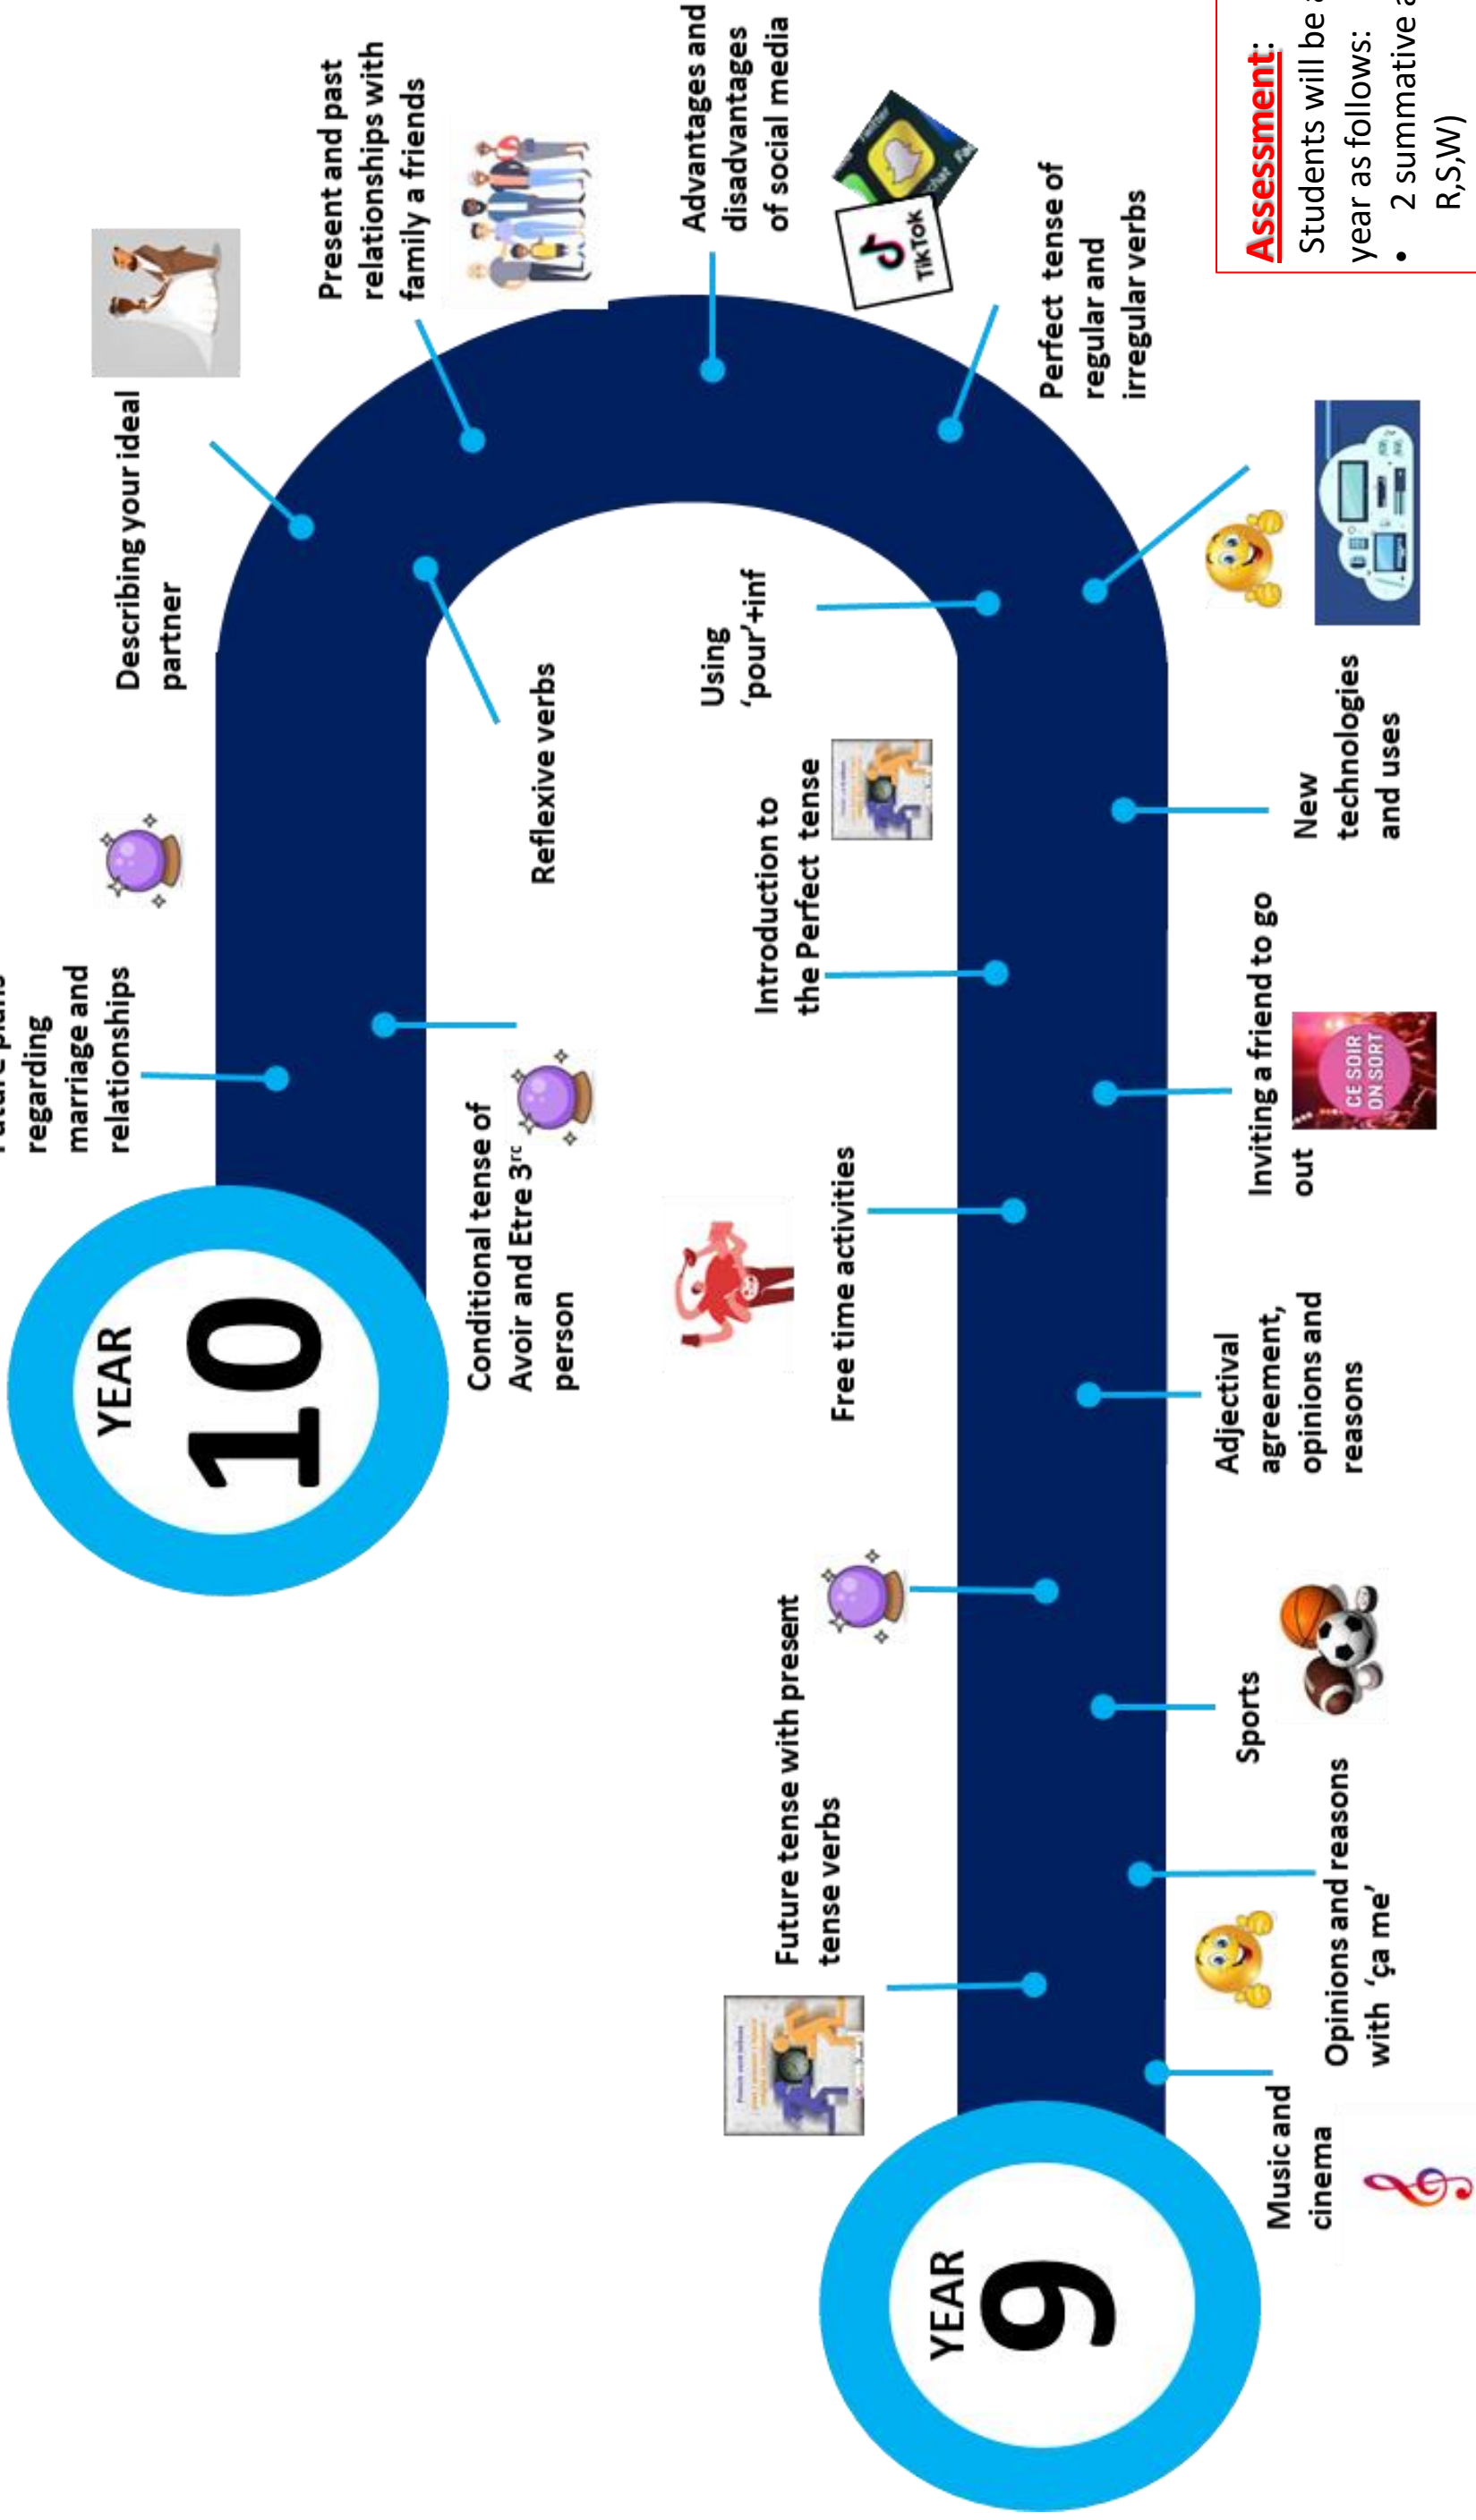 regarding
marriage and
relationships
Describing your ideal
partner
YEAR
10
Present and past
relationships with
family a friends
Conditional tense of
Avoir and Etre 3
person
Reflexive verbs
Advantages and
disadvantages
of social media
TikTok
Using
‘pour’+inf
Introduction to
the Perfect tense
Free time activities
Future tense with present
tense verbs
Perfect tense of
regular and
irregular verbs
YEAR
9
Music and
cinema
Opinions and reasons
with ‘ça me’
Sports
Adjectival
agreement,
opinions and
reasons
Inviting a friend to go
out
CE SOIR
ON SORT
New
technologies
and uses
Assessment:
Students will be
year as follows:
• 2 summative
R,S,W)